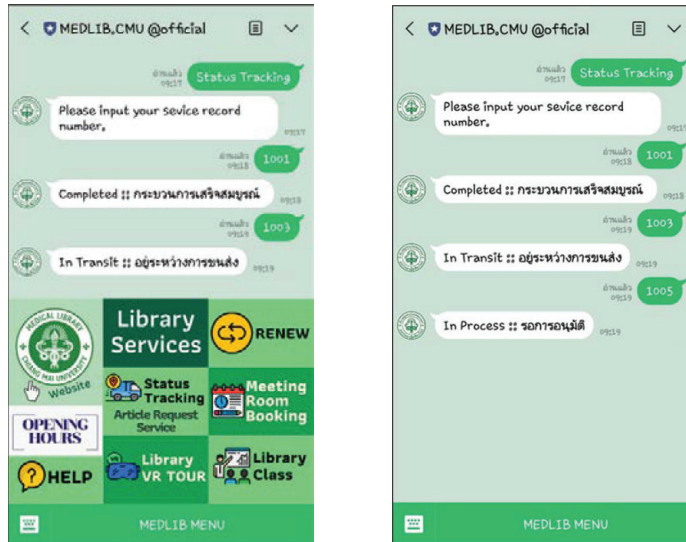 MEDLIB.CMU @official
อ่านแล้ว
09:17
Status Tracking
Please input your sevice record
number.
09:17
อ่านแล้ว
09:18
1001
Completed :: กระบวนการเสร็จสมบูรณ์
09:18
อ่านแล้ว
09:19
1003
In Transit :: อยู่ระหว่างการขนส่ง
09:19
MEDICAL LIBRARY
CHIANG MAI UNIVERSITY
Website
Library
Services
RENEW
Status
Tracking
Article Request
Service
Meeting
Room
Booking
OPENING
HOURS
HELP
Library
VR TOUR
Library
Class
MEDLIB MENU
MEDLIB.CMU @official
อ่านแล้ว
09:17
Status Tracking
Please input your sevice record
number.
09:17
อ่านแล้ว
09:18
1001
Completed :: กระบวนการเสร็จสมบูรณ์
09:18
อ่านแล้ว
09:19
1003
In Transit :: อยู่ระหว่างการขนส่ง
09:19
อ่านแล้ว
09:19
1005
In Process :: รอการอนุมัติ
09:19
MEDLIB MENU